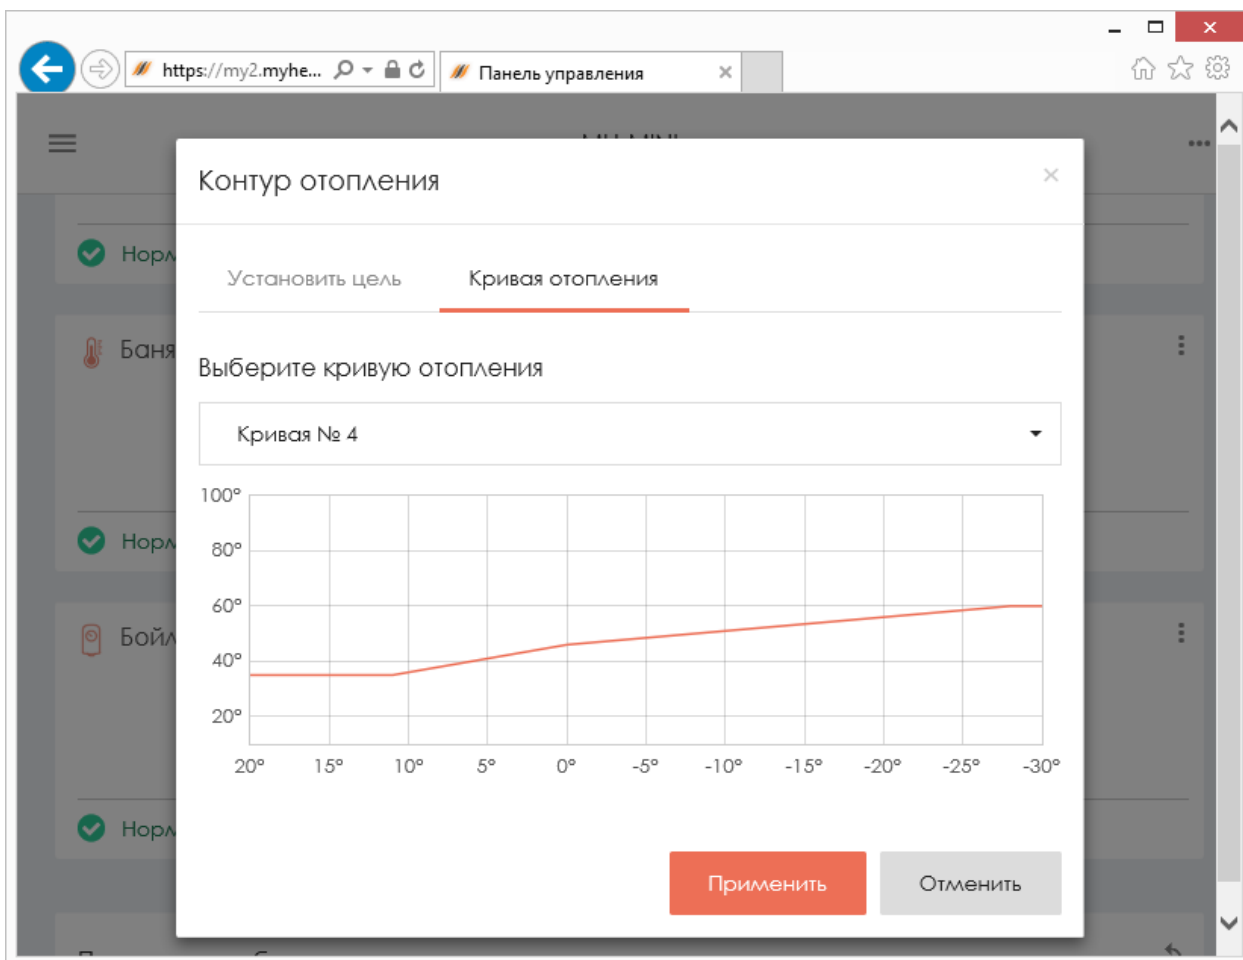 https://my2.myhe...
Панель управления
Контур отопления
Норм
Установить цель
Кривая отопления
Баня
Выберите кривую отопления
Кривая № 4
100°
80°
60°
40°
20°
20° 15° 10° 5° 0° -5° -10° -15° -20° -25° -30°
Норм
Бойл
Норм
Применить
Отменить